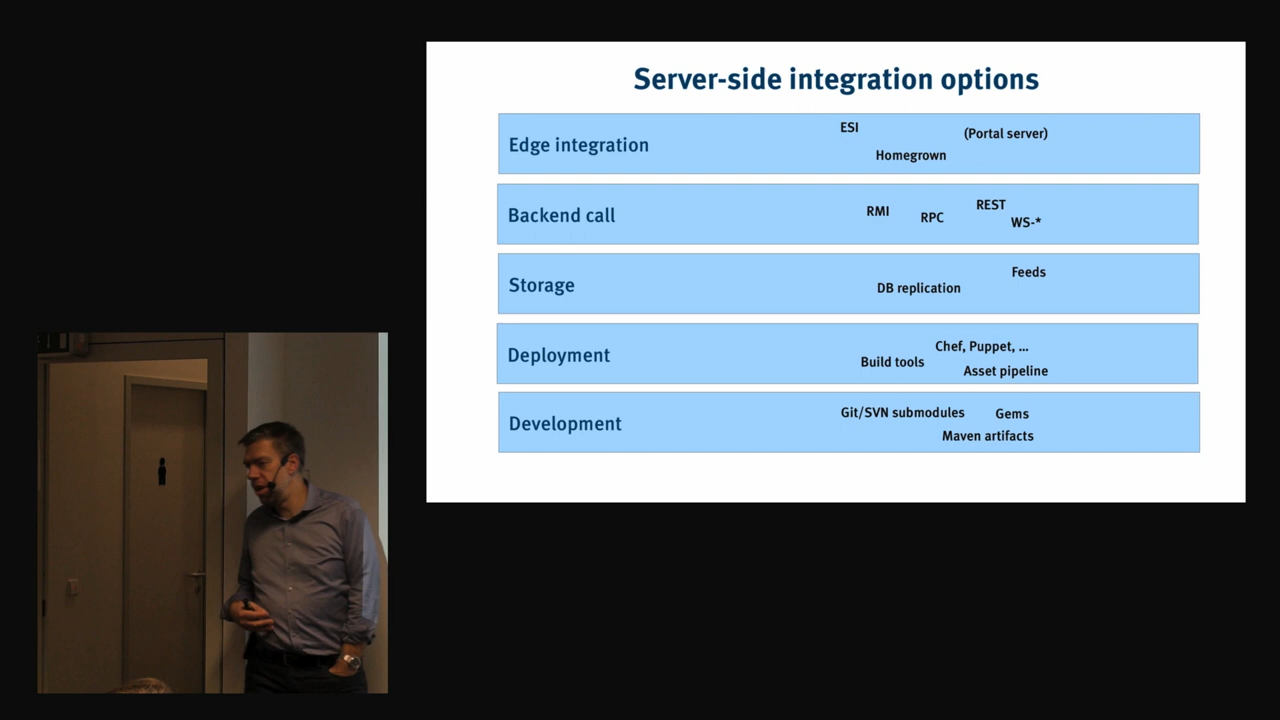 Server-side integration options
Edge integration
ESI
(Portal server)
Homegrown
Backend call
RMI
RPC
REST
WS-*
Storage
Feeds
DB replication
Deployment
Chef, Puppet, ...
Build tools
Asset pipeline
Development
Git/SVN submodules
Gems
Maven artifacts